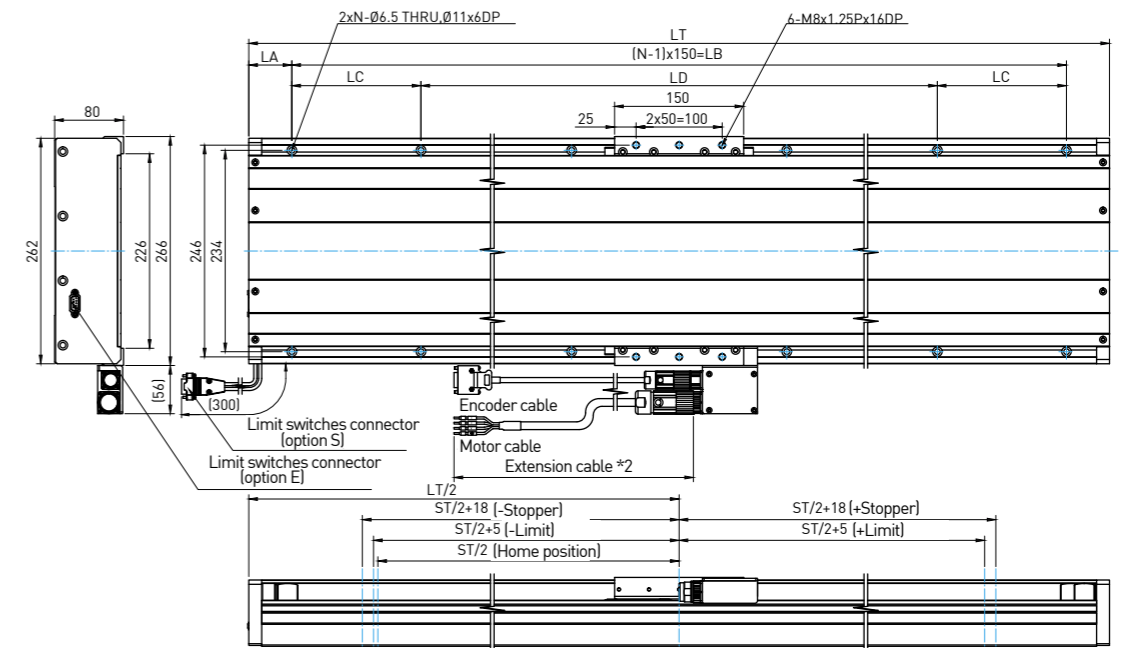 2xN-Ø6.5 THRU,Ø11x6DP
6-M8x1.25Px16DP
LT
LA
(N-1)x150=LB
LC
LD
LC
150
80
25
2x50=100
262
226
266
246
234
(56)
(300)
Encoder cable
Limit switches connector
(option S)
Motor cable
Limit switches connector
(option E)
Extension cable *2
LT/2
ST/2+18 (-Stopper)
ST/2+18 (+Stopper)
ST/2+5 (-Limit)
ST/2+5 (+Limit)
ST/2 (Home position)